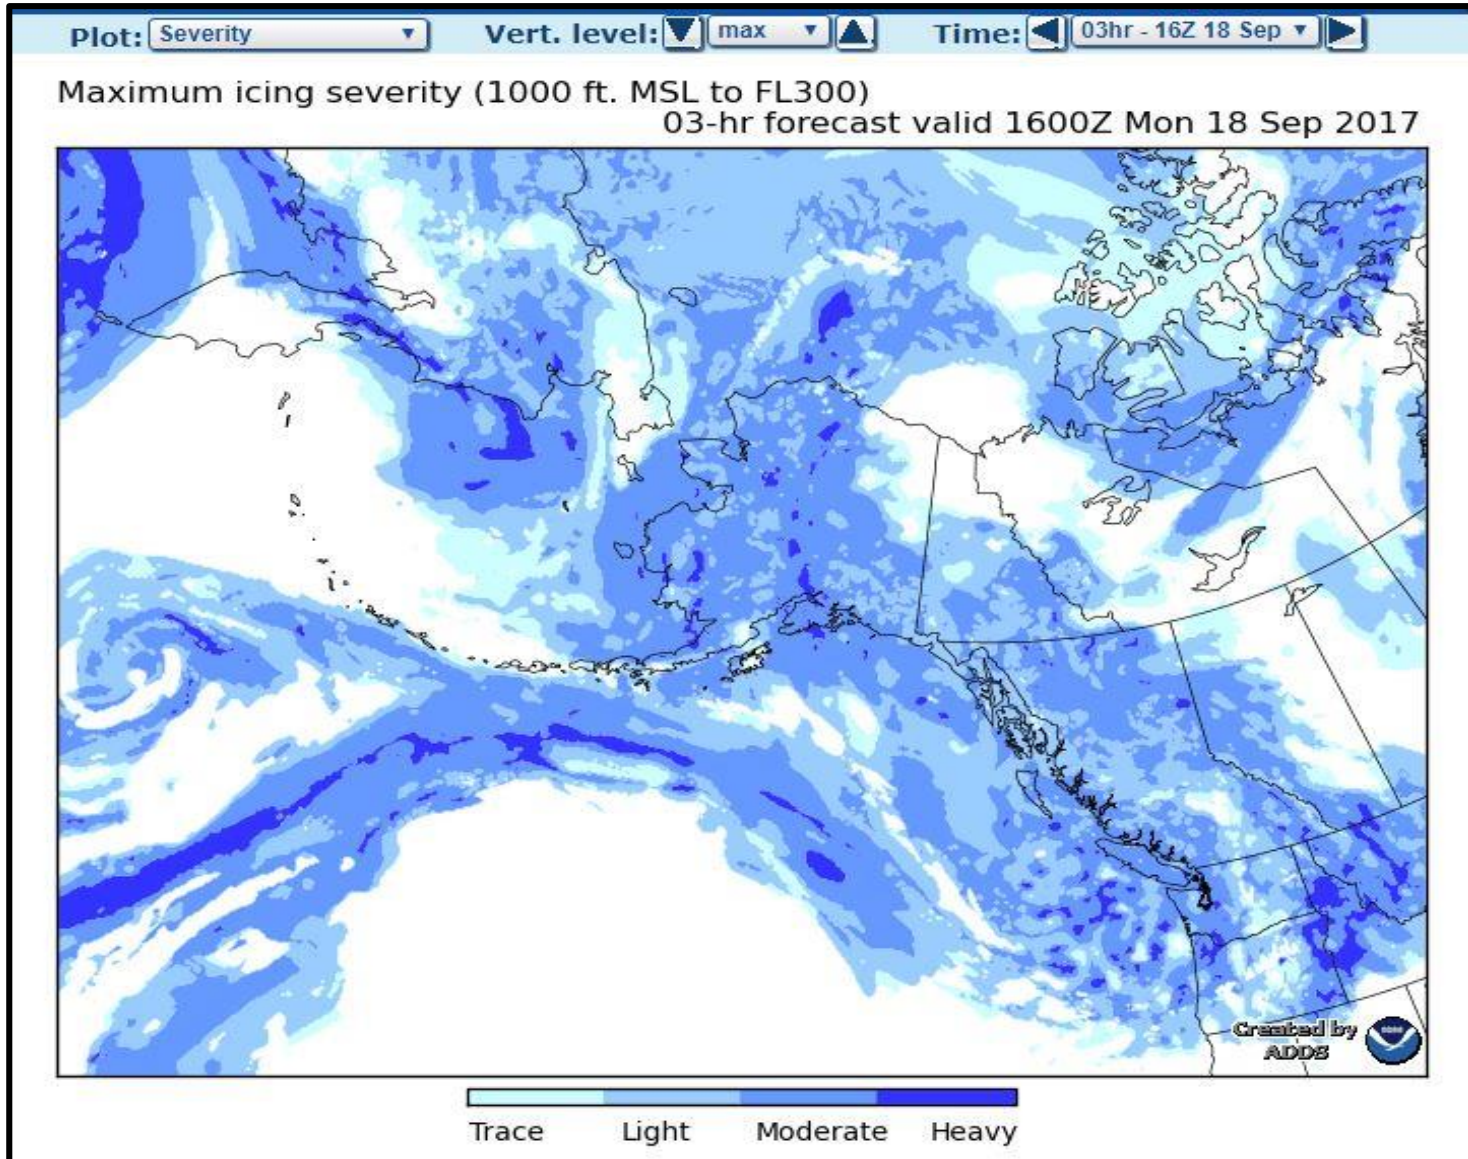 Plot: Severity Vert. level: max Time: 03hr - 16Z 18 Sep
Maximum icing severity (1000 ft. MSL to FL300)
03-hr forecast valid 1600Z Mon 18 Sep 2017
Created by
ADDS
Trace Light Moderate Heavy